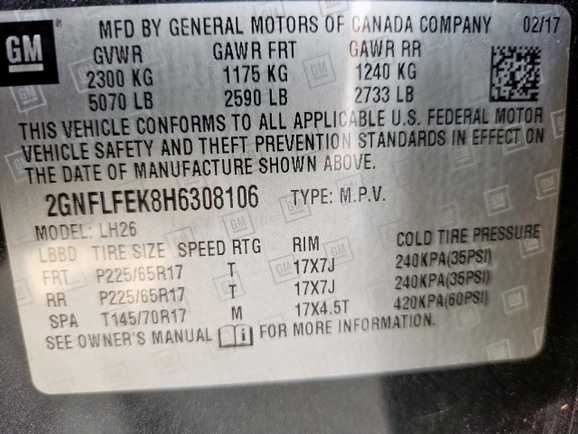 GM
MFD BY GENERAL MOTORS OF CANADA COMPANY 02/17
GVWR GAWR FRT GAWR RR
2300 KG 1175 KG 1240 KG
5070 LB 2590 LB 2733 LB
THIS VEHICLE CONFORMS TO ALL APPLICABLE U.S. FEDERAL MOTOR
VEHICLE SAFETY AND THEFT PREVENTION STANDARDS IN EFFECT ON
THE DATE OF MANUFACTURE SHOWN ABOVE.
2GNFLFEK8H6308106 TYPE: M.P.V.
MODEL: LH26
LBBD TIRE SIZE SPEED RTG RIM COLD TIRE PRESSURE
FRT P225/65R17 T 17X7J 240KPA(35PSI)
RR P225/65R17 T 17X7J 240KPA(35PSI)
SPA T145/70R17 M 17X4.5T 420KPA(60PSI)
SEE OWNER'S MANUAL FOR MORE INFORMATION.